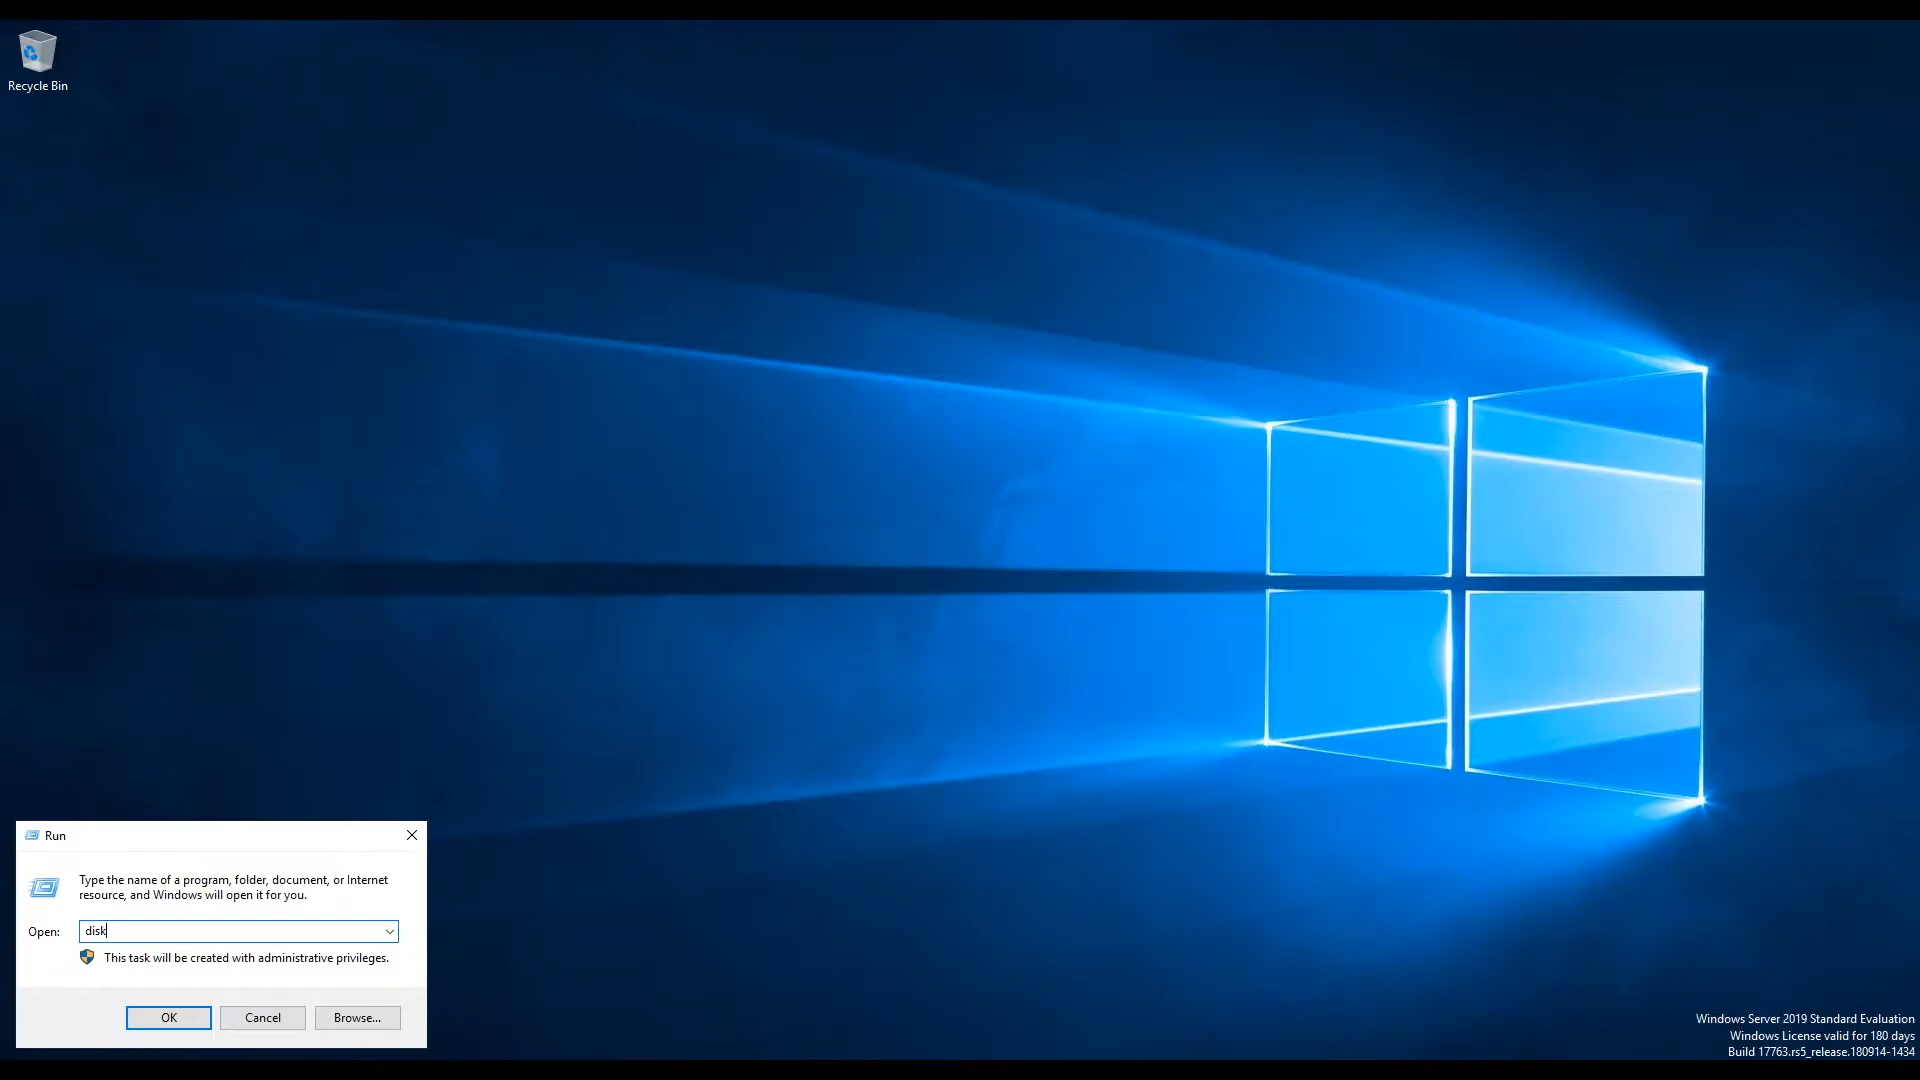 Recycle Bin
Run
Type the name of a program, folder, document, or Internet
resource, and Windows will open it for you.
Open:
disk
This task will be created with administrative privileges.
OK
Cancel
Browse...
Windows Server 2019 Standard Evaluation
Windows License valid for 180 days
Build 17763.rs5_release.180914-1434